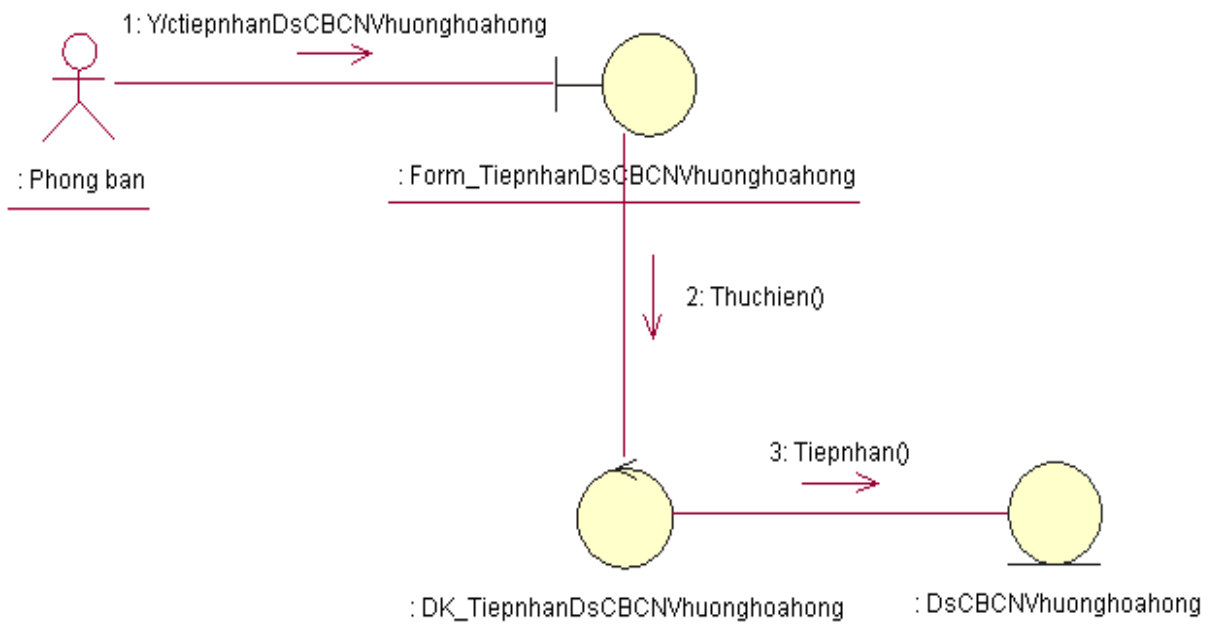 1: Y/ctiepnhanDsCBCNVhuonghoahong
: Phong ban
: Form_TiepnhanDsCBCNVhuonghoahong
2: Thuchien()
3: Tiepnhan()
: DK_TiepnhanDsCBCNVhuonghoahong
: DsCBCNVhuonghoahong